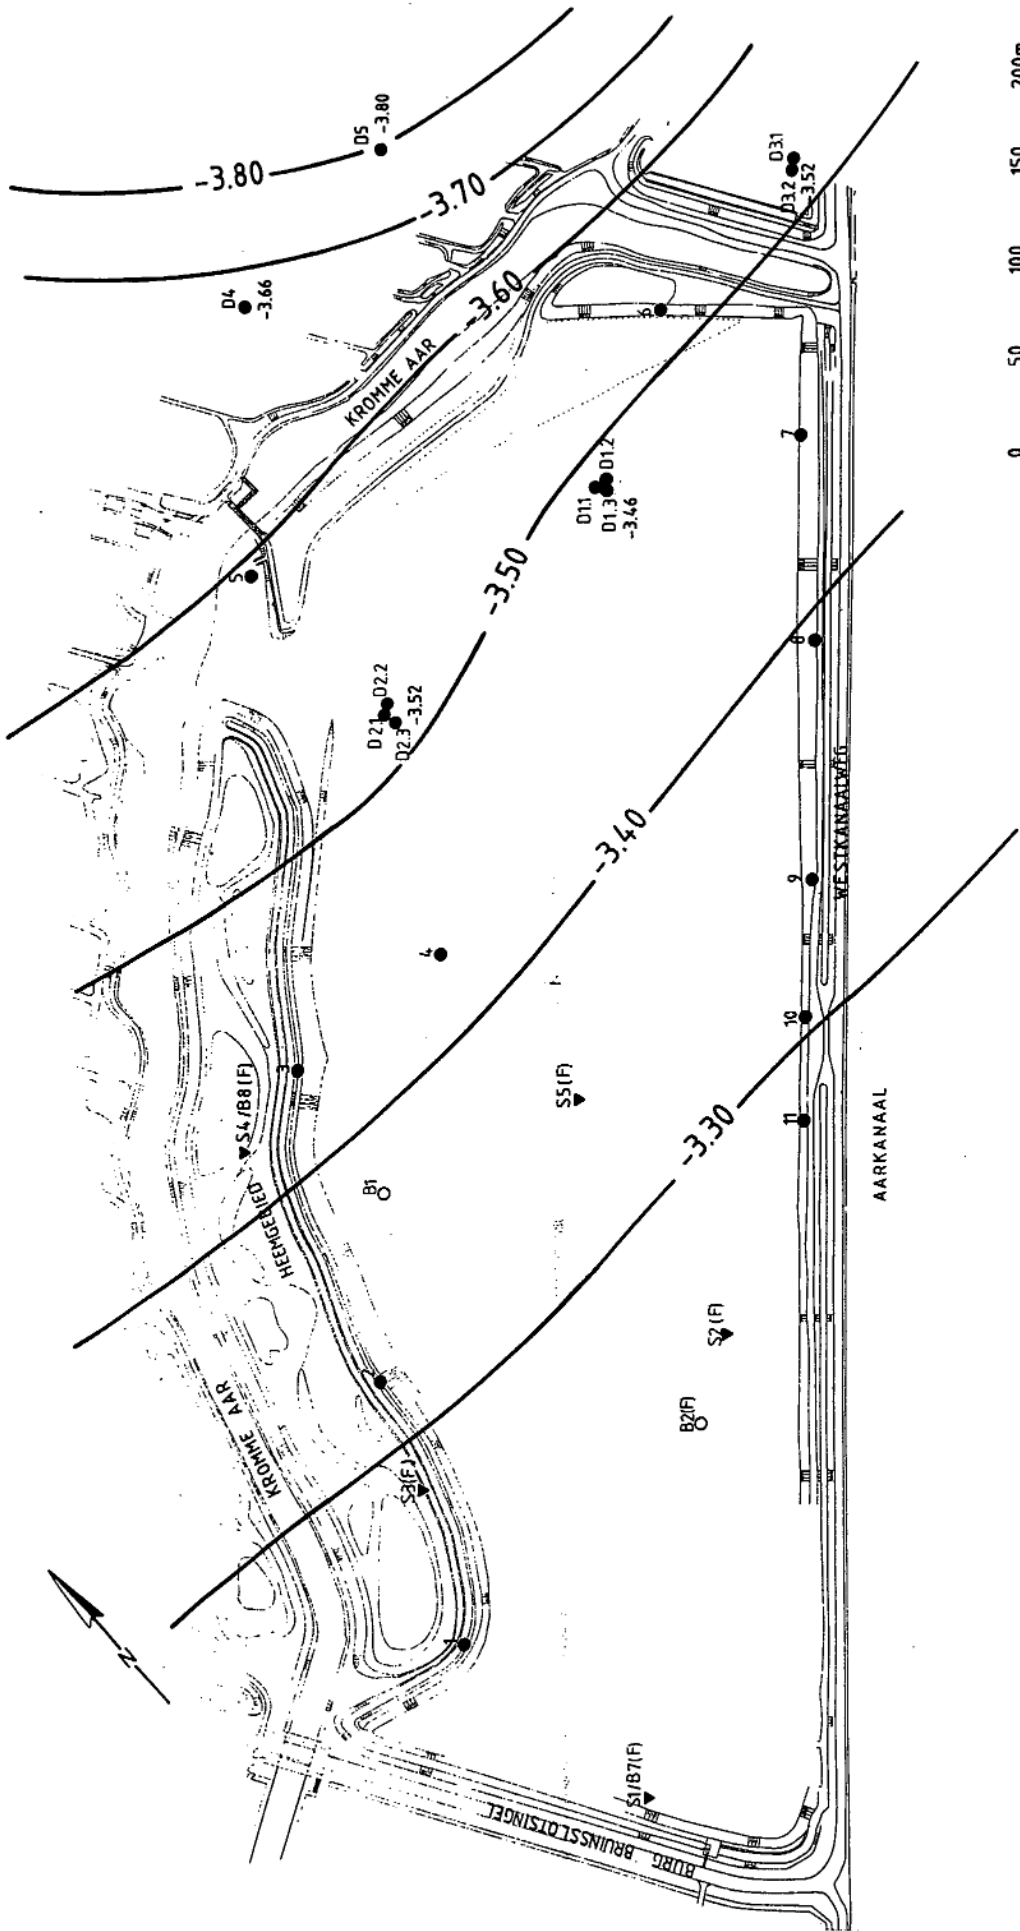 D5
-3.80
-3.80
-3.70
D4
-3.66
-3.60
KROMME AAR
D3.1
D3.2
-3.52
200m
150
100
50
0
6
7
5
D1.1
D1.2
D1.3
-3.46
-3.50
D2.1
D2.2
D2.3
-3.52
8
-3.40
WESTKANAALWEG
9
4
10
3
S4/B8(F)
S5(F)
11
-3.30
AARKANAAL
B1
HEEMGEBIED
S2(F)
B2(F)
KROMME AAR
S3(F)
1
N
S1/B7(F)
BURG BRUINSSLOTSINGEL